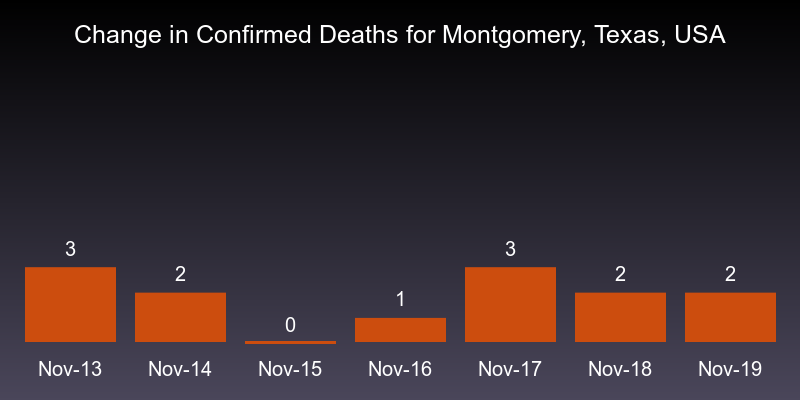 Change in Confirmed Deaths for Montgomery, Texas, USA
3 2 0 1 3 2 2
Nov-13 Nov-14 Nov-15 Nov-16 Nov-17 Nov-18 Nov-19